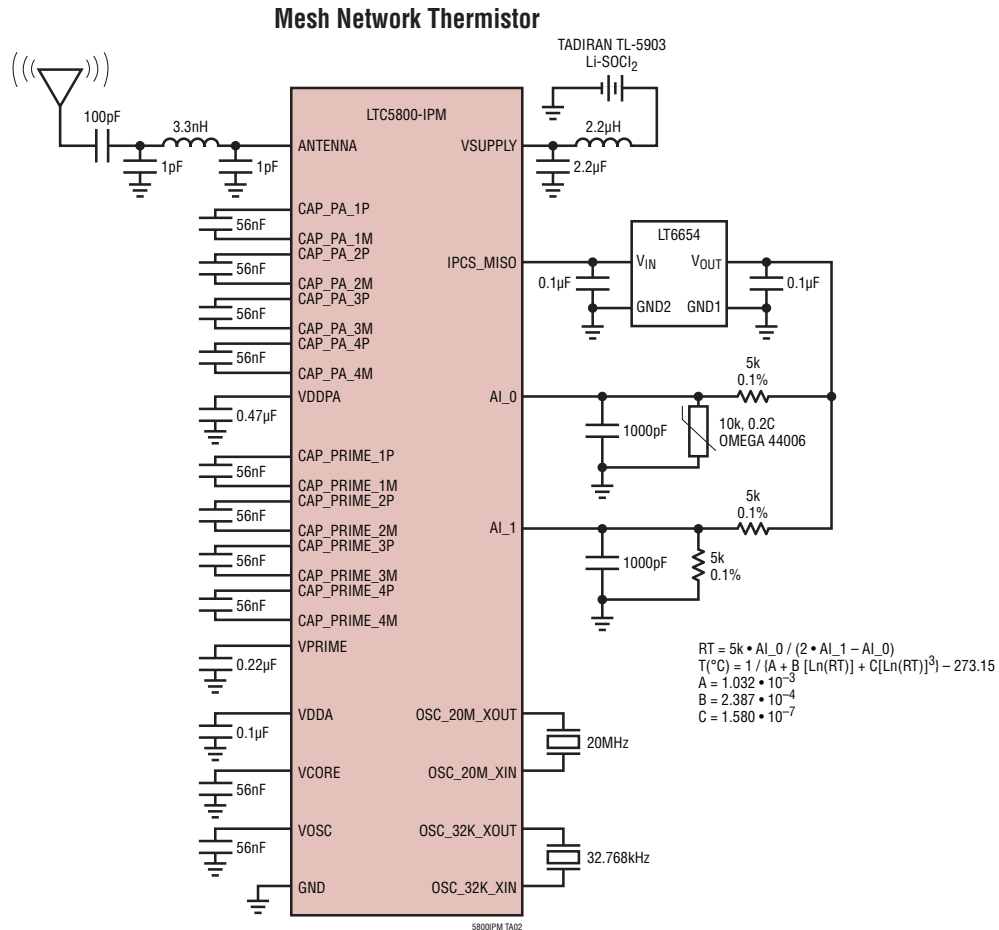 Mesh Network Thermistor
TADIRAN TL-5903
Li-SOCl2
LTC5800-IPM
100pF
3.3nH
1pF
1pF
ANTENNA
VSUPPLY
2.2µH
2.2µF
CAP_PA_1P
56nF
CAP_PA_1M
CAP_PA_2P
56nF
CAP_PA_2M
CAP_PA_3P
56nF
CAP_PA_3M
CAP_PA_4P
56nF
CAP_PA_4M
VDDPA
0.47µF
CAP_PRIME_1P
56nF
CAP_PRIME_1M
CAP_PRIME_2P
56nF
CAP_PRIME_2M
CAP_PRIME_3P
56nF
CAP_PRIME_3M
CAP_PRIME_4P
56nF
CAP_PRIME_4M
VPRIME
0.22µF
VDDA
0.1µF
VCORE
56nF
VOSC
56nF
GND
IPCS_MISO
0.1µF
LT6654
VIN
VOUT
GND2
GND1
0.1µF
AI_0
1000pF
5k
0.1%
10k, 0.2C
OMEGA 44006
AI_1
1000pF
5k
0.1%
5k
0.1%
RT = 5k • AI_0 / (2 • AI_1 – AI_0)
T(°C) = 1 / {A + B [Ln(RT)] + C[Ln(RT)]3} – 273.15
A = 1.032 • 10–3
B = 2.387 • 10–4
C = 1.580 • 10–7
OSC_20M_XOUT
20MHz
OSC_20M_XIN
OSC_32K_XOUT
32.768kHz
OSC_32K_XIN
5800IPM TA02